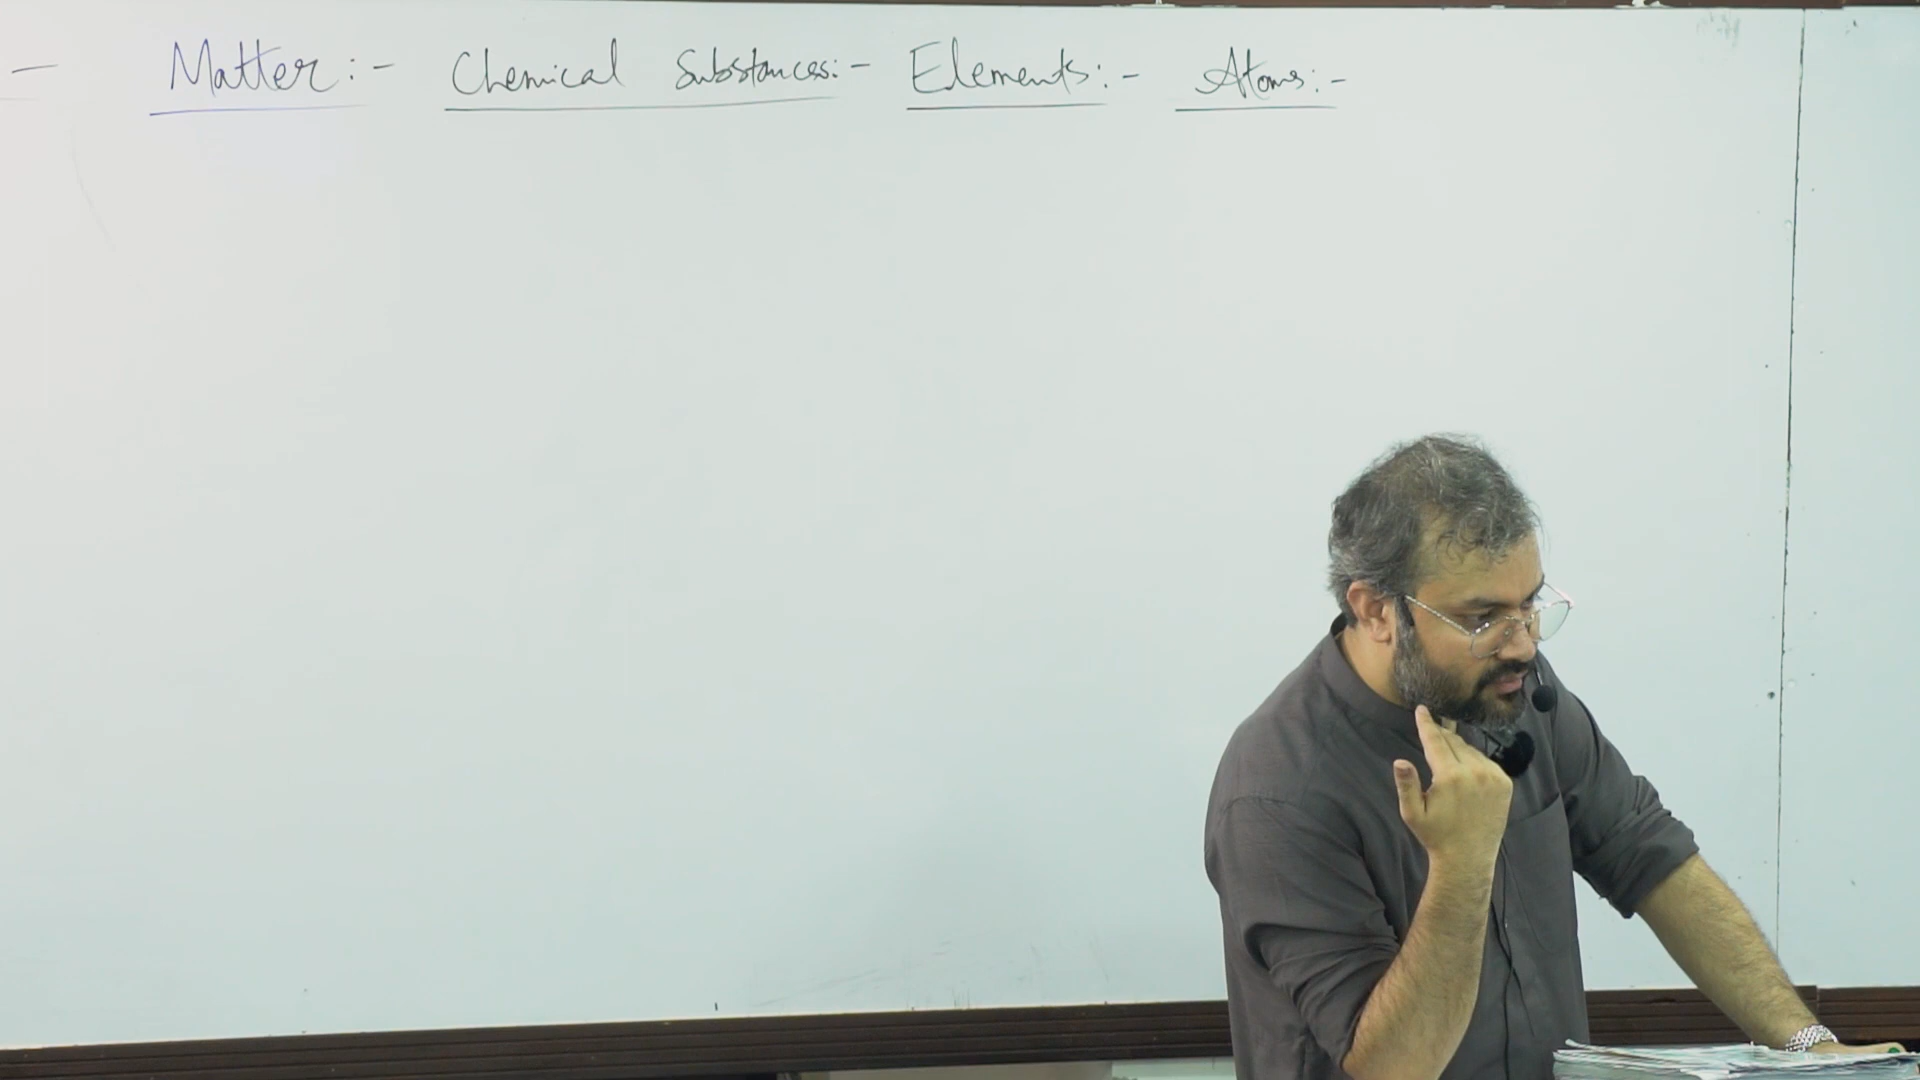 — Matter:- Chemical Substances:- Elements:- Atoms:-